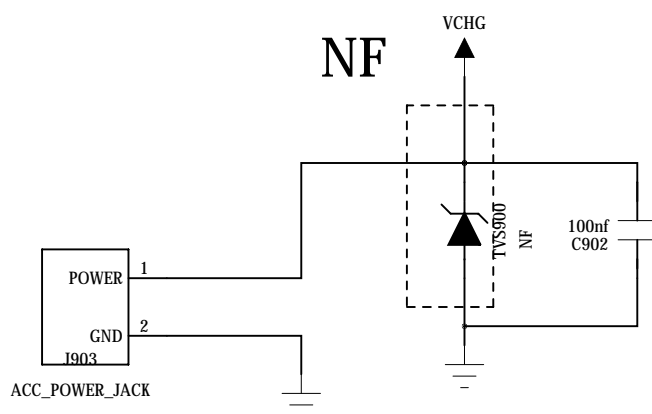 VCHG
NF
TVS900
NF
100nf
C902
POWER 1
GND 2
J903
ACC_POWER_JACK